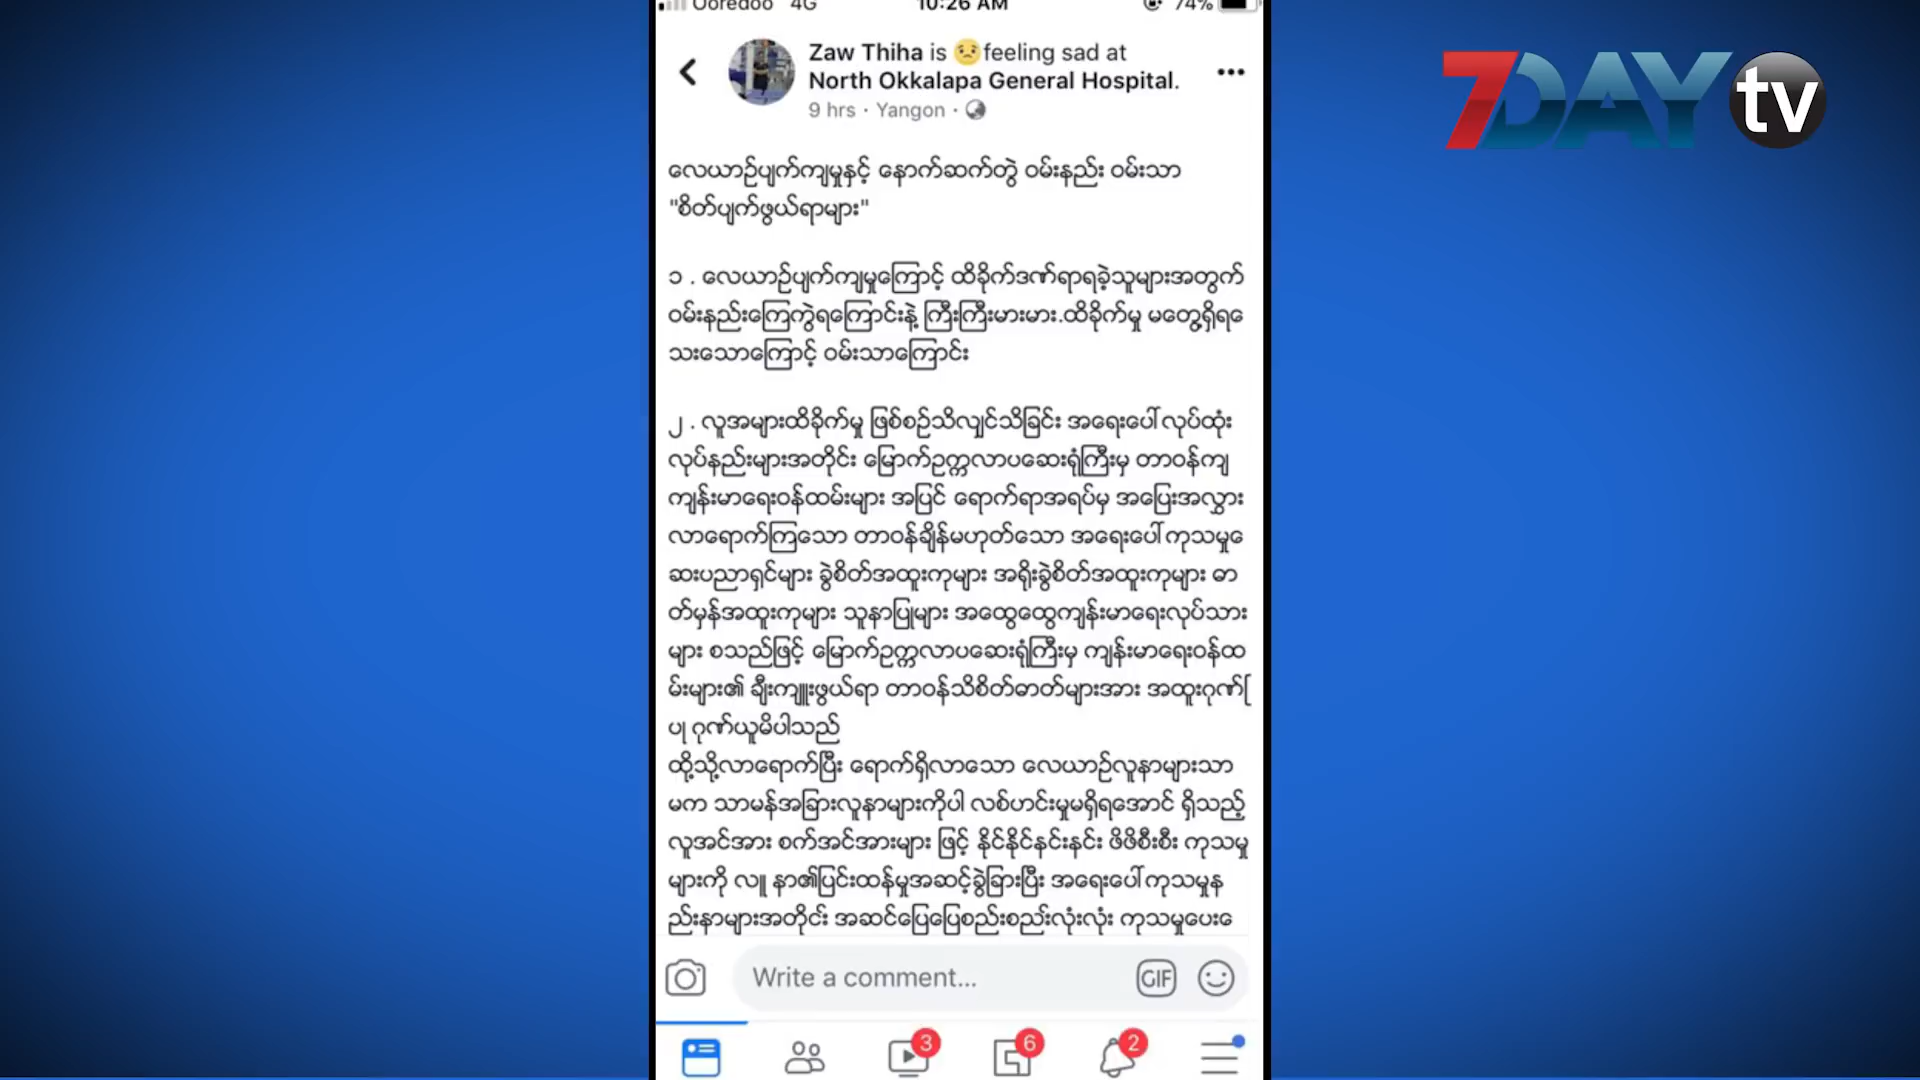 Ooredoo 4G 10:26 AM 74%
7DAY tv
Zaw Thiha is 😟feeling sad at
North Okkalapa General Hospital.
9 hrs · Yangon ·
လေယာဉ်ပျက်ကျမှုနှင့် နောက်ဆက်တွဲ ဝမ်းနည်း ဝမ်းသာ
"စိတ်ပျက်ဖွယ်ရာများ"
၁ . လေယာဉ်ပျက်ကျမှုကြောင့် ထိခိုက်ဒဏ်ရာရခဲ့သူများအတွက်
ဝမ်းနည်းကြေကွဲရကြောင်းနဲ့ ကြီးကြီးမားမား.ထိခိုက်မှု မတွေ့ရှိရေ
သးသောကြောင့် ဝမ်းသာကြောင်း
၂ . လူအများထိခိုက်မှု ဖြစ်စဉ်သိလျှင်သိခြင်း အရေးပေါ်လုပ်ထုံး
လုပ်နည်းများအတိုင်း မြောက်ဥက္ကလာပဆေးရုံကြီးမှ တာဝန်ကျ
ကျန်းမာရေးဝန်ထမ်းများ အပြင် ရောက်ရာအရပ်မှ အပြေးအလွှား
လာရောက်ကြသော တာဝန်ချိန်မဟုတ်သော အရေးပေါ်ကုသမှုေ
ဆးပညာရှင်များ ခွဲစိတ်အထူးကုများ အရိုးခွဲစိတ်အထူးကုများ ဓာ
တ်မှန်အထူးကုများ သူနာပြုများ အထွေထွေကျန်းမာရေးလုပ်သား
များ စသည်ဖြင့် မြောက်ဥက္ကလာပဆေးရုံကြီးမှ ကျန်းမာရေးဝန်ထ
မ်းများ၏ ချီးကျူးဖွယ်ရာ တာဝန်သိစိတ်ဓာတ်များအား အထူးဂုဏ်ြ
ပု ဂုဏ်ယူမိပါသည်
ထို့သို့လာရောက်ပြီး ရောက်ရှိလာသော လေယာဉ်လူနာများသာ
မက သာမန်အခြားလူနာများကိုပါ လစ်ဟင်းမှုမရှိရအောင် ရှိသည့်
လူအင်အား စက်အင်အားများ ဖြင့် နိုင်နိုင်နင်းနင်း ဖိဖိစီးစီး ကုသမှု
များကို လူ နာ၏ပြင်းထန်မှုအဆင့်ခွဲခြားပြီး အရေးပေါ်ကုသမှုန
ည်းနာများအတိုင်း အဆင်ပြေပြေစည်းစည်းလုံးလုံး ကုသမှုပေးေ
Write a comment...
GIF
3 6 2